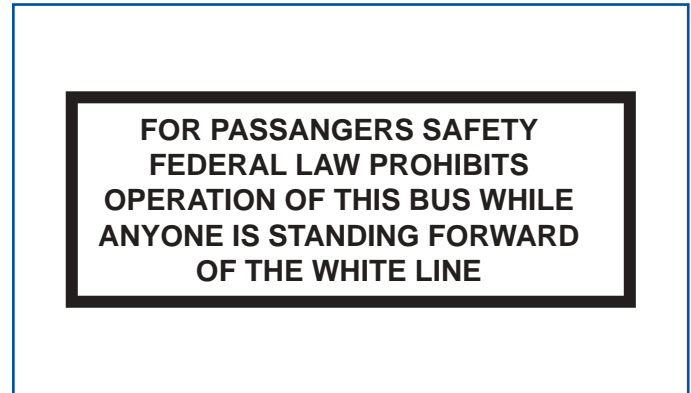 FOR PASSANGERS SAFETY
FEDERAL LAW PROHIBITS
OPERATION OF THIS BUS WHILE
ANYONE IS STANDING FORWARD
OF THE WHITE LINE